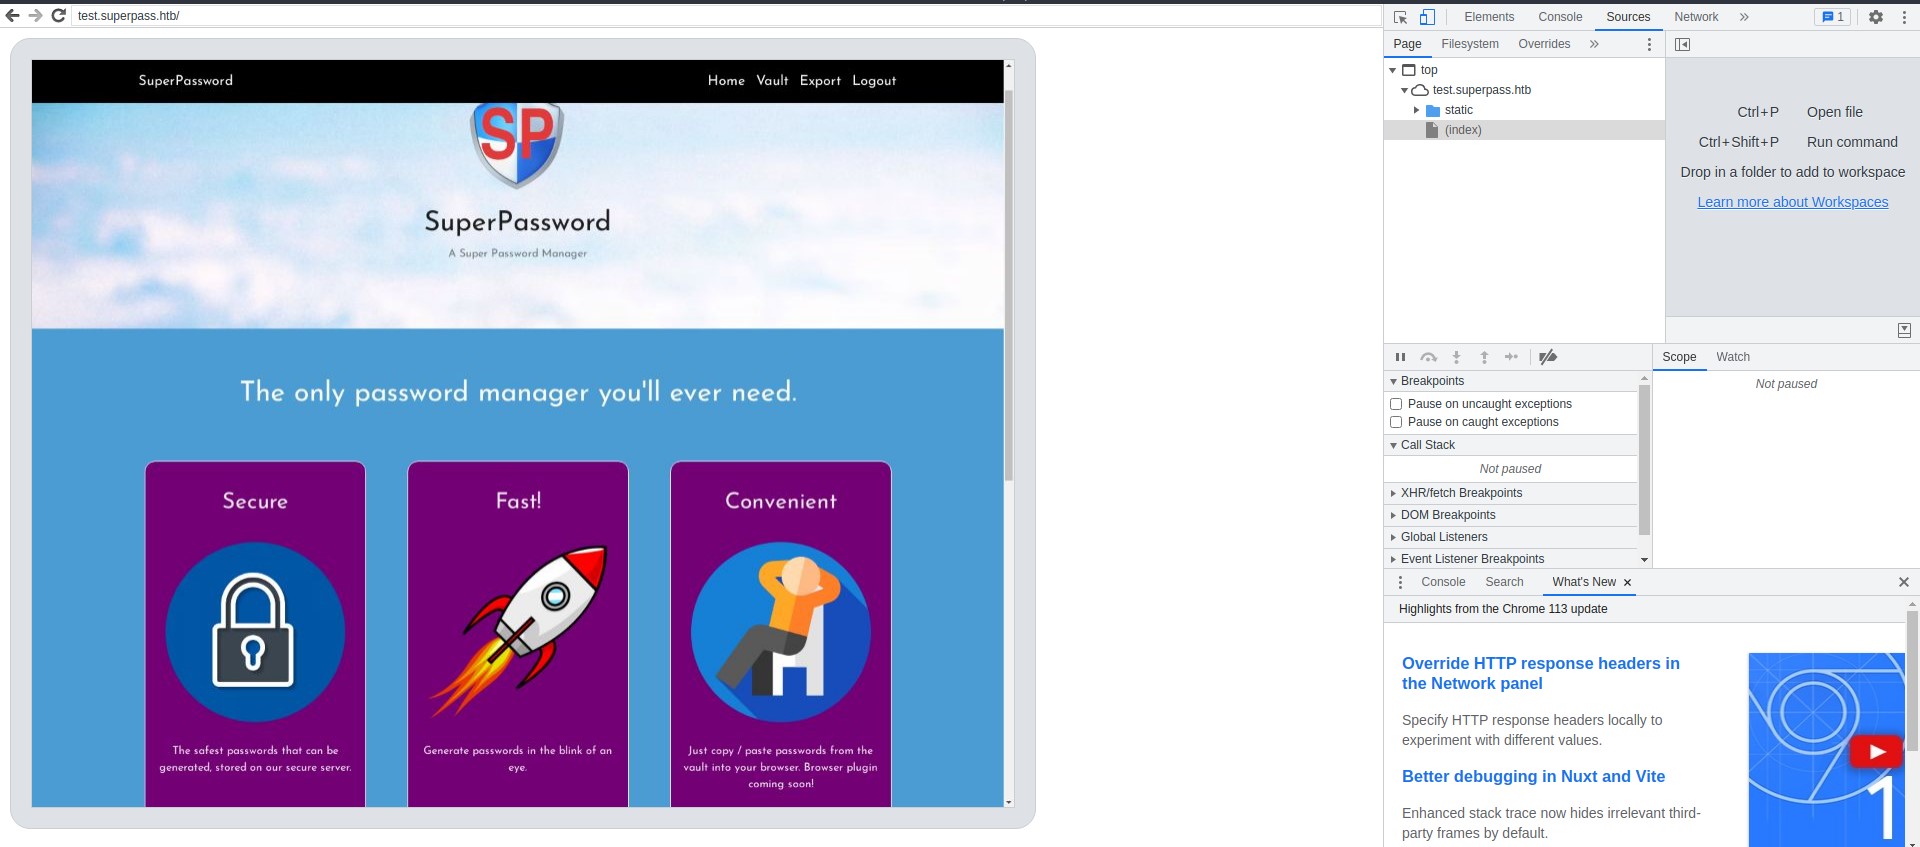 test.superpass.htb/
SuperPassword
Home Vault Export Logout
SP
SuperPassword
A Super Password Manager
The only password manager you'll ever need.
Secure
The safest passwords that can be
generated, stored on our secure server.
Fast!
Generate passwords in the blink of an
eye.
Convenient
Just copy / paste passwords from the
vault into your browser. Browser plugin
coming soon!
Elements Console Sources Network » 1
Page Filesystem Overrides »
top
test.superpass.htb
static
(index)
Ctrl+P Open file
Ctrl+Shift+P Run command
Drop in a folder to add to workspace
Learn more about Workspaces
Breakpoints
Pause on uncaught exceptions
Pause on caught exceptions
Call Stack
Not paused
XHR/fetch Breakpoints
DOM Breakpoints
Global Listeners
Event Listener Breakpoints
Scope Watch
Not paused
Console Search What's New
Highlights from the Chrome 113 update
Override HTTP response headers in
the Network panel
Specify HTTP response headers locally to
experiment with different values.
Better debugging in Nuxt and Vite
Enhanced stack trace now hides irrelevant third-
party frames by default.
1